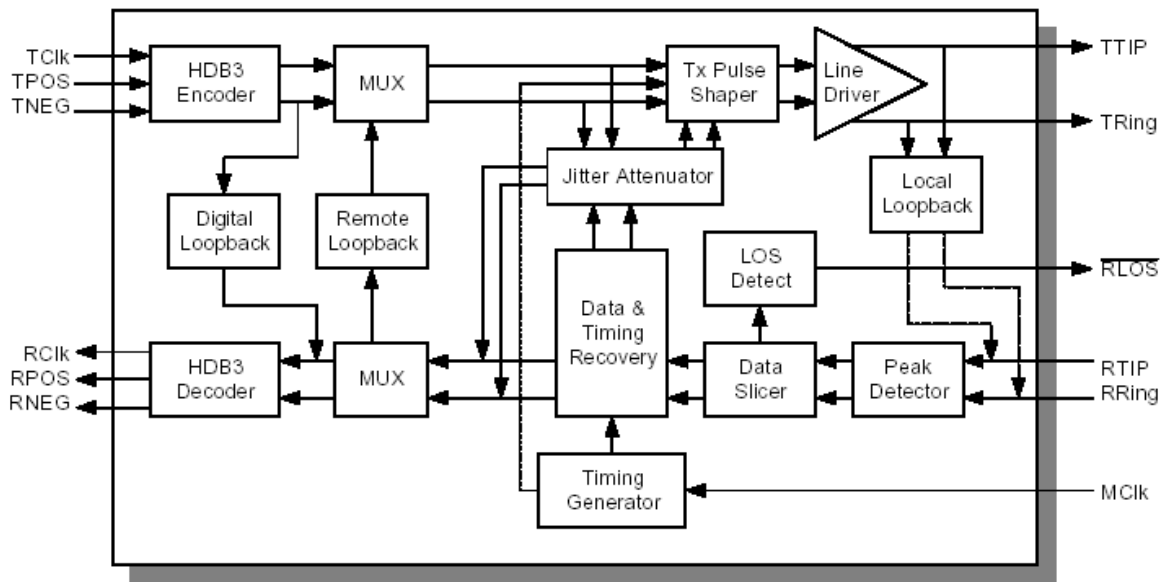 TClk
TPOS
TNEG
HDB3
Encoder
MUX
Tx Pulse
Shaper
Line
Driver
TTIP
TRing
Jitter Attenuator
Digital
Loopback
Remote
Loopback
Local
Loopback
LOS
Detect
RLOS
Data &
Timing
Recovery
RClk
RPOS
RNEG
HDB3
Decoder
MUX
Data
Slicer
Peak
Detector
RTIP
RRing
Timing
Generator
MClk